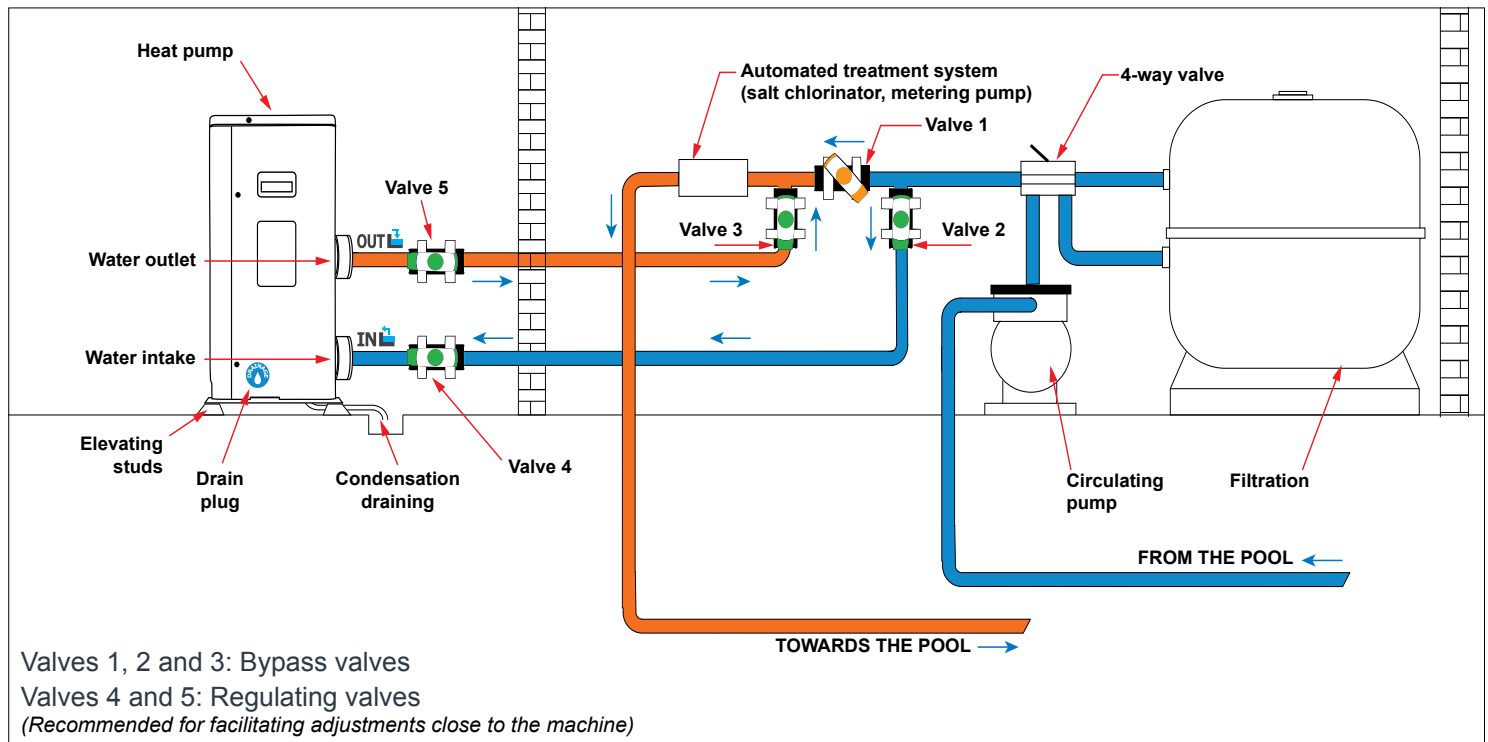 Heat pump
Automated treatment system
(salt chlorinator, metering pump)
4-way valve
Valve 1
Valve 5
Valve 3
Valve 2
OUT
Water outlet
IN
Water intake
DRAINAGE
Elevating
studs
Drain
plug
Condensation
draining
Valve 4
Circulating
pump
Filtration
FROM THE POOL
TOWARDS THE POOL
Valves 1, 2 and 3: Bypass valves
Valves 4 and 5: Regulating valves
(Recommended for facilitating adjustments close to the machine)